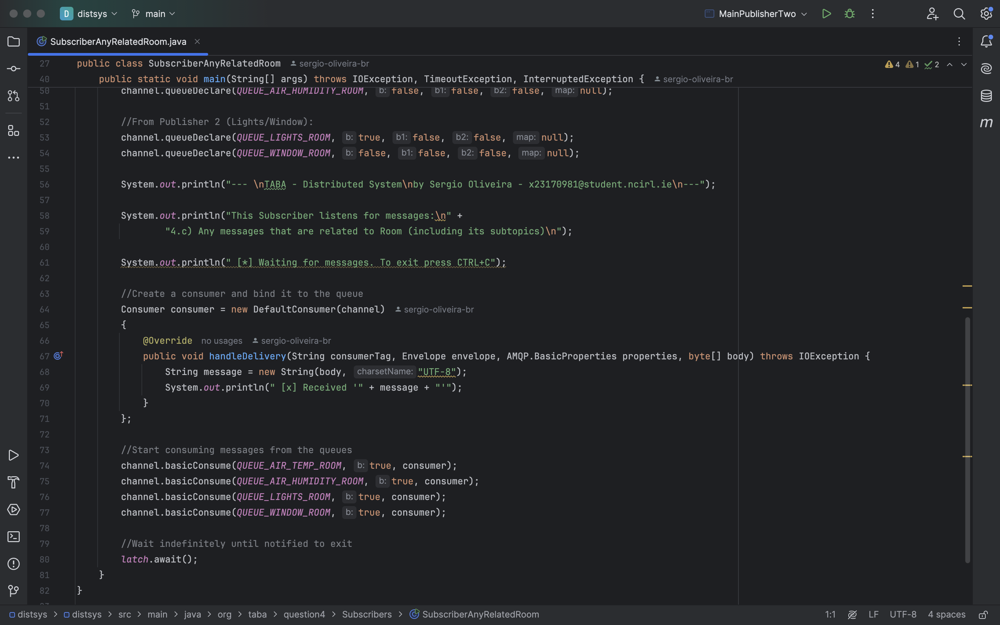 D distsys main MainPublisherTwo
SubscriberAnyRelatedRoom.java
27 public class SubscriberAnyRelatedRoom sergio-oliveira-br 4 1 2
40 public static void main(String[] args) throws IOException, TimeoutException, InterruptedException { sergio-oliveira-br
50 channel.queueDeclare(QUEUE_AIR_HUMIDITY_ROOM, b: false, b1: false, b2: false, map: null);
51
52 //From Publisher 2 (Lights/Window):
53 channel.queueDeclare(QUEUE_LIGHTS_ROOM, b: true, b1: false, b2: false, map: null);
54 channel.queueDeclare(QUEUE_WINDOW_ROOM, b: false, b1: false, b2: false, map: null);
55
56 System.out.println("--- \nTABA - Distributed System\nby Sergio Oliveira - x23170981@student.ncirl.ie\n---");
57
58 System.out.println("This Subscriber listens for messages:\n" +
59 "4.c) Any messages that are related to Room (including its subtopics)\n");
60
61 System.out.println(" [*] Waiting for messages. To exit press CTRL+C");
62
63 //Create a consumer and bind it to the queue
64 Consumer consumer = new DefaultConsumer(channel) sergio-oliveira-br
65 {
66 @Override no usages sergio-oliveira-br
67 public void handleDelivery(String consumerTag, Envelope envelope, AMQP.BasicProperties properties, byte[] body) throws IOException {
68 String message = new String(body, charsetName: "UTF-8");
69 System.out.println(" [x] Received '" + message + "'");
70 }
71 };
72
73 //Start consuming messages from the queues
74 channel.basicConsume(QUEUE_AIR_TEMP_ROOM, b: true, consumer);
75 channel.basicConsume(QUEUE_AIR_HUMIDITY_ROOM, b: true, consumer);
76 channel.basicConsume(QUEUE_LIGHTS_ROOM, b: true, consumer);
77 channel.basicConsume(QUEUE_WINDOW_ROOM, b: true, consumer);
78
79 //Wait indefinitely until notified to exit
80 latch.await();
81 }
82 }
distsys > distsys > src > main > java > org > taba > question4 > Subscribers > SubscriberAnyRelatedRoom 1:1 LF UTF-8 4 spaces